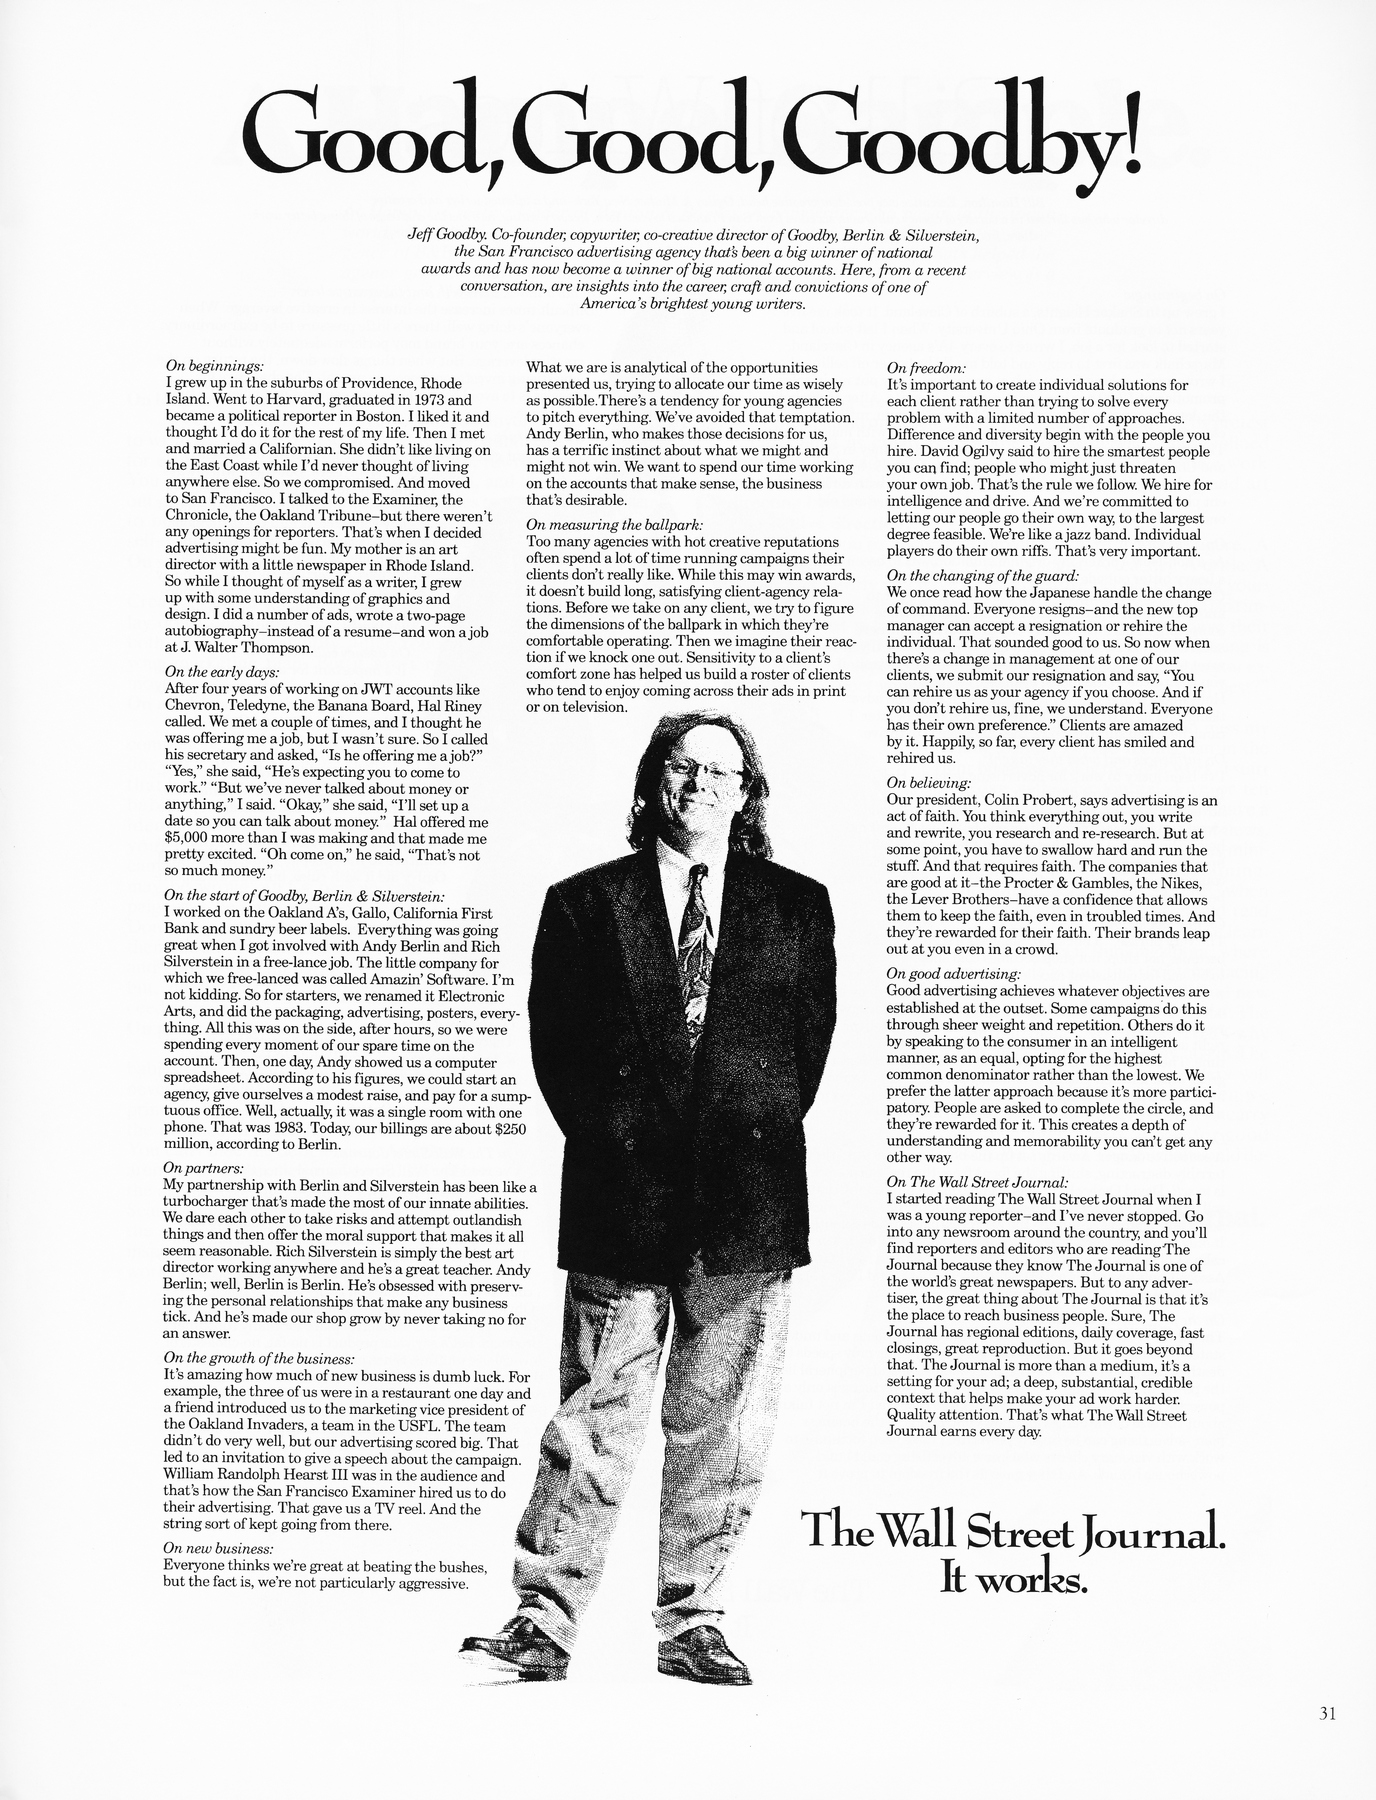 Good, Good, Goodby!
Jeff Goodby. Co-founder, copywriter, co-creative director of Goodby, Berlin & Silverstein,
the San Francisco advertising agency that's been a big winner of national
awards and has now become a winner of big national accounts. Here, from a recent
conversation, are insights into the career, craft and convictions of one of
America's brightest young writers.
On beginnings:
I grew up in the suburbs of Providence, Rhode
Island. Went to Harvard, graduated in 1973 and
became a political reporter in Boston. I liked it and
thought I'd do it for the rest of my life. Then I met
and married a Californian. She didn't like living on
the East Coast while I'd never thought of living
anywhere else. So we compromised. And moved
to San Francisco. I talked to the Examiner, the
Chronicle, the Oakland Tribune–but there weren't
any openings for reporters. That's when I decided
advertising might be fun. My mother is an art
director with a little newspaper in Rhode Island.
So while I thought of myself as a writer, I grew
up with some understanding of graphics and
design. I did a number of ads, wrote a two-page
autobiography–instead of a resume–and won a job
at J. Walter Thompson.
On the early days:
After four years of working on JWT accounts like
Chevron, Teledyne, the Banana Board, Hal Riney
called. We met a couple of times, and I thought he
was offering me a job, but I wasn't sure. So I called
his secretary and asked, “Is he offering me a job?”
“Yes,” she said, “He's expecting you to come to
work.” “But we've never talked about money or
anything,” I said. “Okay,” she said, “I'll set up a
date so you can talk about money.” Hal offered me
$5,000 more than I was making and that made me
pretty excited. “Oh come on,” he said, “That's not
so much money.”
On the start of Goodby, Berlin & Silverstein:
I worked on the Oakland A's, Gallo, California First
Bank and sundry beer labels. Everything was going
great when I got involved with Andy Berlin and Rich
Silverstein in a free-lance job. The little company for
which we free-lanced was called Amazin' Software. I'm
not kidding. So for starters, we renamed it Electronic
Arts, and did the packaging, advertising, posters, every-
thing. All this was on the side, after hours, so we were
spending every moment of our spare time on the
account. Then, one day, Andy showed us a computer
spreadsheet. According to his figures, we could start an
agency, give ourselves a modest raise, and pay for a sump-
tuous office. Well, actually, it was a single room with one
phone. That was 1983. Today, our billings are about $250
million, according to Berlin.
On partners:
My partnership with Berlin and Silverstein has been like a
turbocharger that's made the most of our innate abilities.
We dare each other to take risks and attempt outlandish
things and then offer the moral support that makes it all
seem reasonable. Rich Silverstein is simply the best art
director working anywhere and he's a great teacher. Andy
Berlin; well, Berlin is Berlin. He's obsessed with preserv-
ing the personal relationships that make any business
tick. And he's made our shop grow by never taking no for
an answer.
On the growth of the business:
It's amazing how much of new business is dumb luck. For
example, the three of us were in a restaurant one day and
a friend introduced us to the marketing vice president of
the Oakland Invaders, a team in the USFL. The team
didn't do very well, but our advertising scored big. That
led to an invitation to give a speech about the campaign.
William Randolph Hearst III was in the audience and
that's how the San Francisco Examiner hired us to do
their advertising. That gave us a TV reel. And the
string sort of kept going from there.
On new business:
Everyone thinks we're great at beating the bushes,
but the fact is, we're not particularly aggressive.
What we are is analytical of the opportunities
presented us, trying to allocate our time as wisely
as possible.There's a tendency for young agencies
to pitch everything. We've avoided that temptation.
Andy Berlin, who makes those decisions for us,
has a terrific instinct about what we might and
might not win. We want to spend our time working
on the accounts that make sense, the business
that's desirable.
On measuring the ballpark:
Too many agencies with hot creative reputations
often spend a lot of time running campaigns their
clients don't really like. While this may win awards,
it doesn't build long, satisfying client-agency rela-
tions. Before we take on any client, we try to figure
the dimensions of the ballpark in which they're
comfortable operating. Then we imagine their reac-
tion if we knock one out. Sensitivity to a client's
comfort zone has helped us build a roster of clients
who tend to enjoy coming across their ads in print
or on television.
On freedom:
It's important to create individual solutions for
each client rather than trying to solve every
problem with a limited number of approaches.
Difference and diversity begin with the people you
hire. David Ogilvy said to hire the smartest people
you can find; people who might just threaten
your own job. That's the rule we follow. We hire for
intelligence and drive. And we're committed to
letting our people go their own way, to the largest
degree feasible. We're like a jazz band. Individual
players do their own riffs. That's very important.
On the changing of the guard:
We once read how the Japanese handle the change
of command. Everyone resigns–and the new top
manager can accept a resignation or rehire the
individual. That sounded good to us. So now when
there's a change in management at one of our
clients, we submit our resignation and say, “You
can rehire us as your agency if you choose. And if
you don't rehire us, fine, we understand. Everyone
has their own preference.” Clients are amazed
by it. Happily, so far, every client has smiled and
rehired us.
On believing:
Our president, Colin Probert, says advertising is an
act of faith. You think everything out, you write
and rewrite, you research and re-research. But at
some point, you have to swallow hard and run the
stuff. And that requires faith. The companies that
are good at it–the Procter & Gambles, the Nikes,
the Lever Brothers–have a confidence that allows
them to keep the faith, even in troubled times. And
they're rewarded for their faith. Their brands leap
out at you even in a crowd.
On good advertising:
Good advertising achieves whatever objectives are
established at the outset. Some campaigns do this
through sheer weight and repetition. Others do it
by speaking to the consumer in an intelligent
manner, as an equal, opting for the highest
common denominator rather than the lowest. We
prefer the latter approach because it's more partici-
patory. People are asked to complete the circle, and
they're rewarded for it. This creates a depth of
understanding and memorability you can't get any
other way.
On The Wall Street Journal:
I started reading The Wall Street Journal when I
was a young reporter–and I've never stopped. Go
into any newsroom around the country, and you'll
find reporters and editors who are reading The
Journal because they know The Journal is one of
the world's great newspapers. But to any adver-
tiser, the great thing about The Journal is that it's
the place to reach business people. Sure, The
Journal has regional editions, daily coverage, fast
closings, great reproduction. But it goes beyond
that. The Journal is more than a medium, it's a
setting for your ad; a deep, substantial, credible
context that helps make your ad work harder.
Quality attention. That's what The Wall Street
Journal earns every day.
The Wall Street Journal.
It works.
31